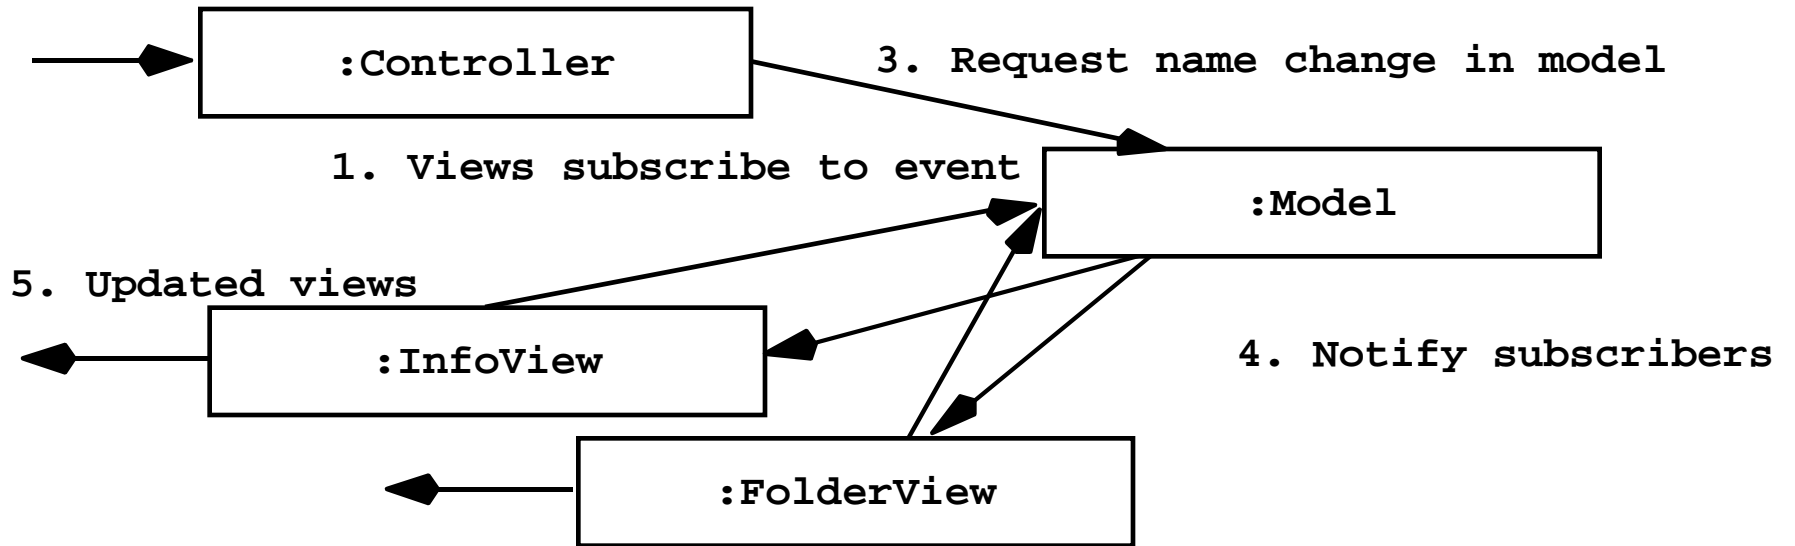 :Controller
3. Request name change in model
1. Views subscribe to event
:Model
5. Updated views
:InfoView
4. Notify subscribers
:FolderView